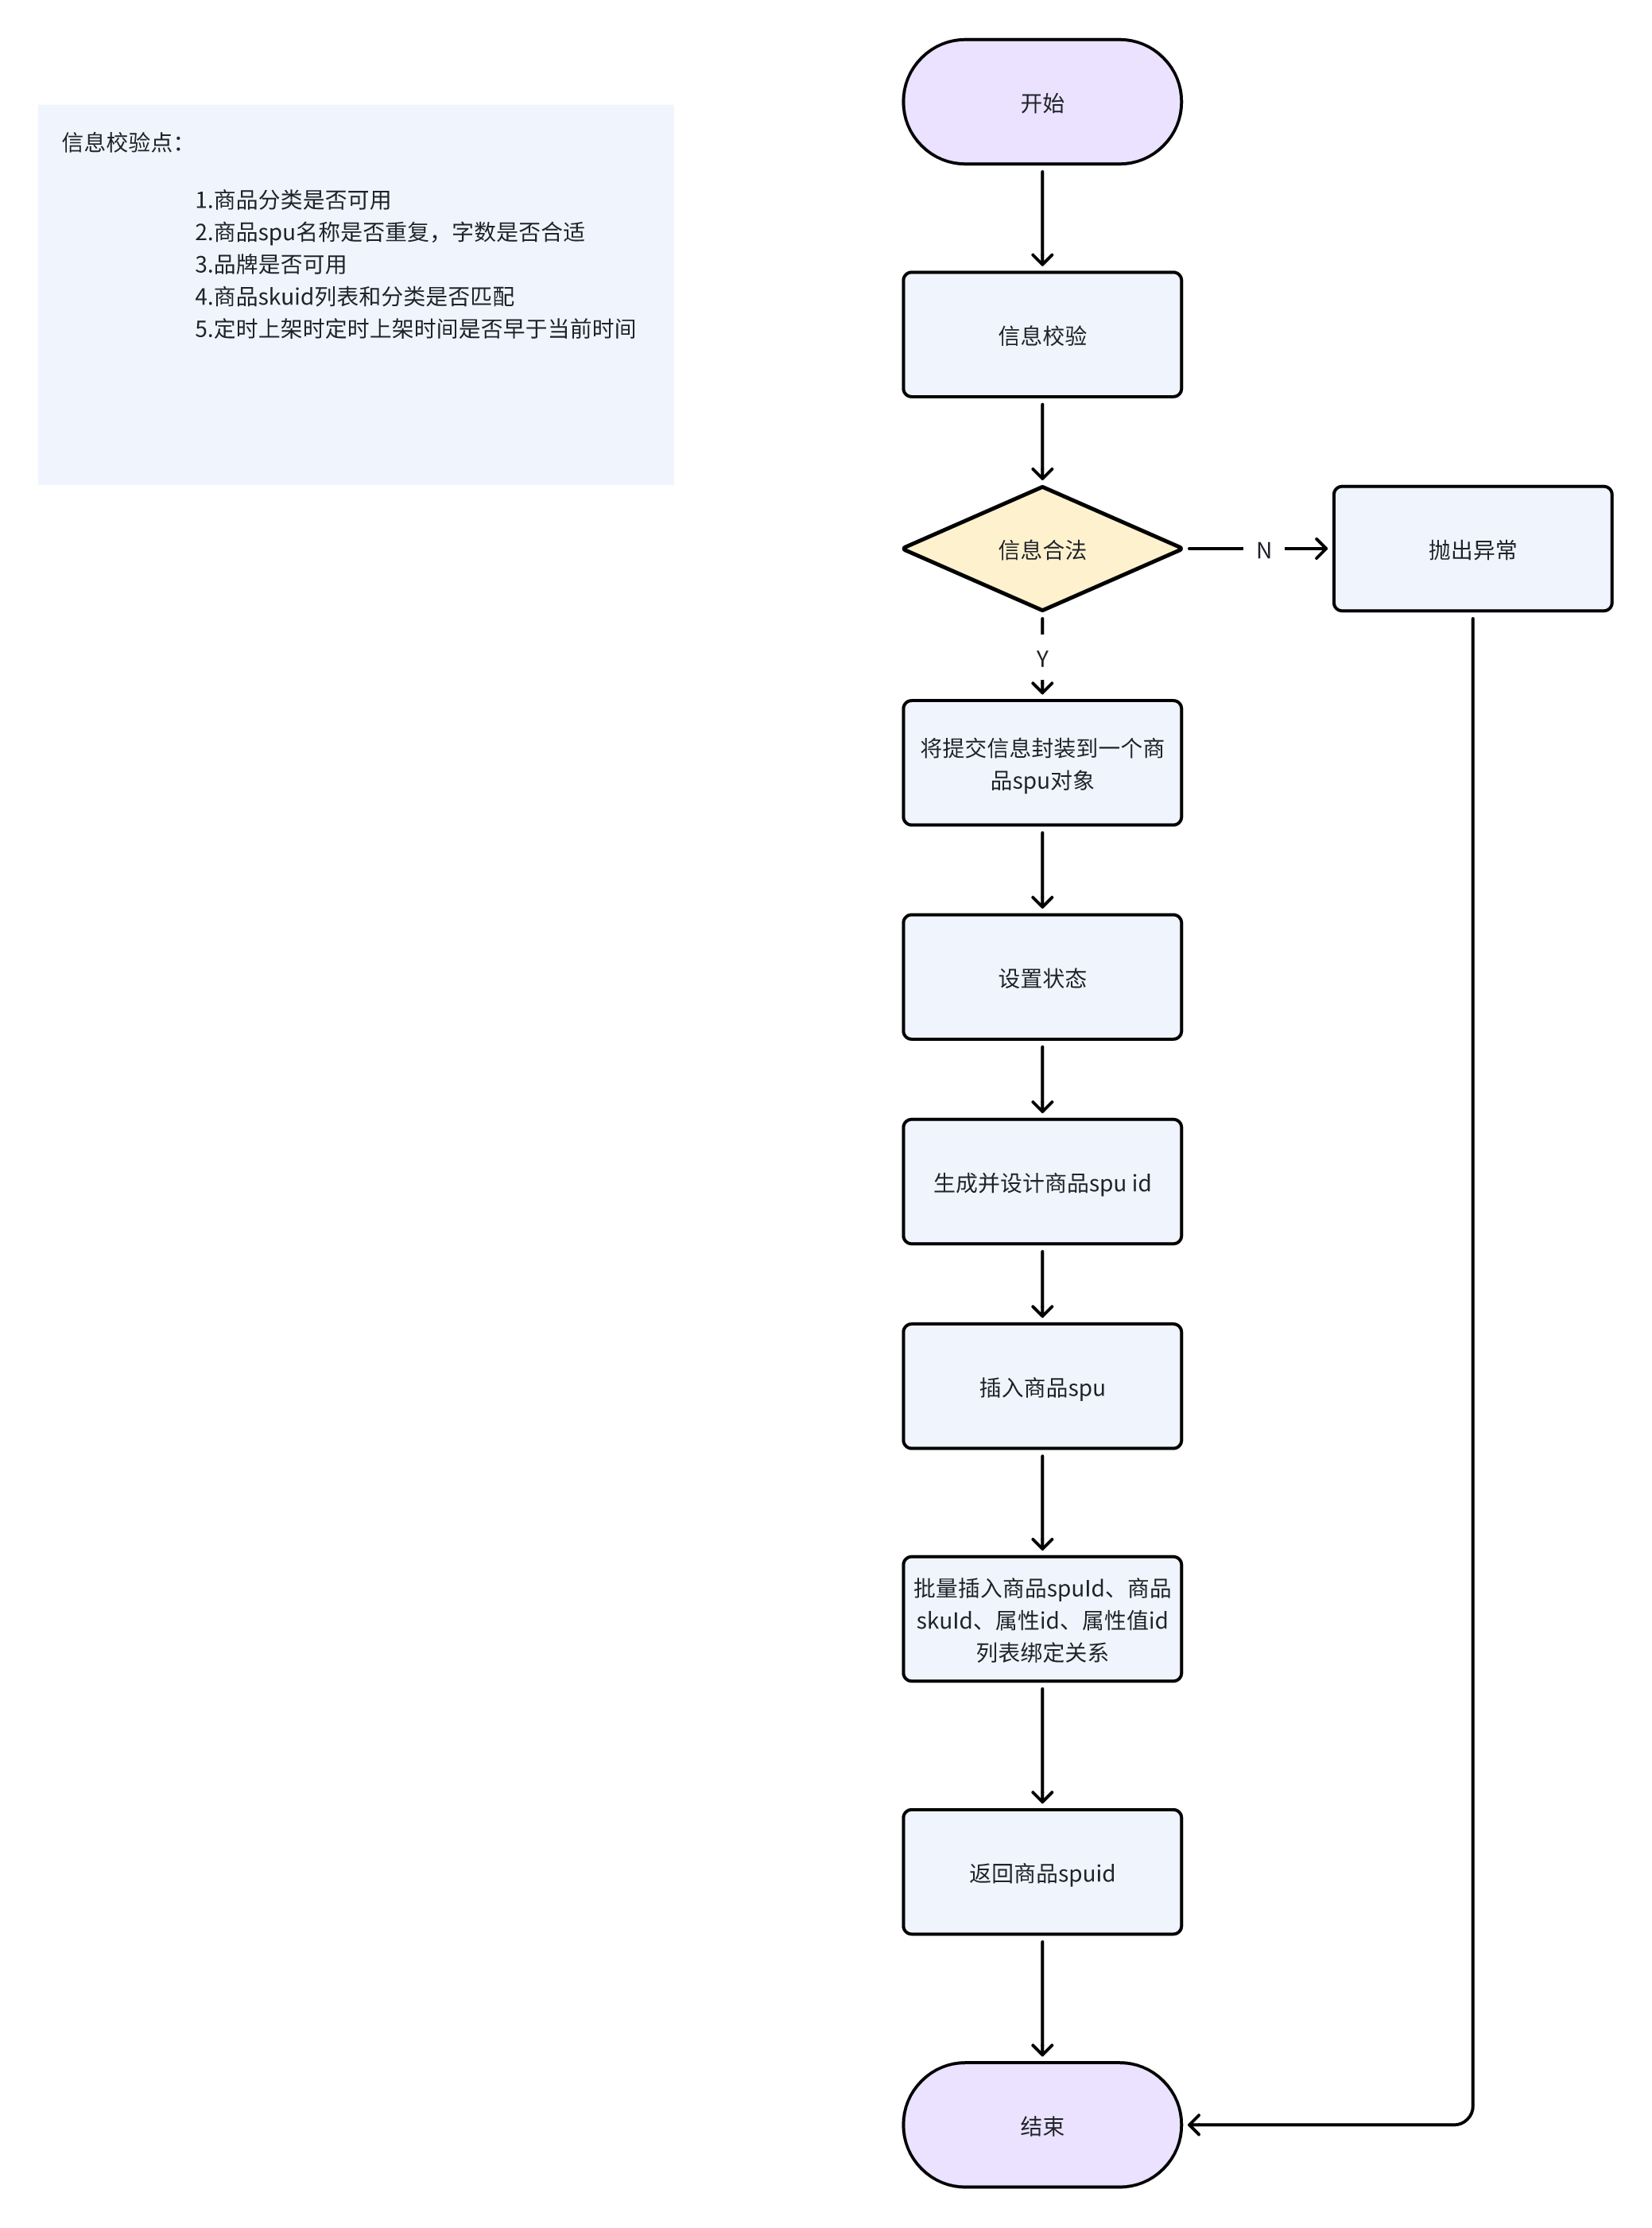 信息校验点：
1.商品分类是否可用
2.商品spu名称是否重复，字数是否合适
3.品牌是否可用
4.商品skuid列表和分类是否匹配
5.定时上架时定时上架时间是否早于当前时间
开始
信息校验
信息合法
N
抛出异常
Y
将提交信息封装到一个商
品spu对象
设置状态
生成并设计商品spu id
插入商品spu
批量插入商品spuId、商品
skuId、属性id、属性值id
列表绑定关系
返回商品spuid
结束